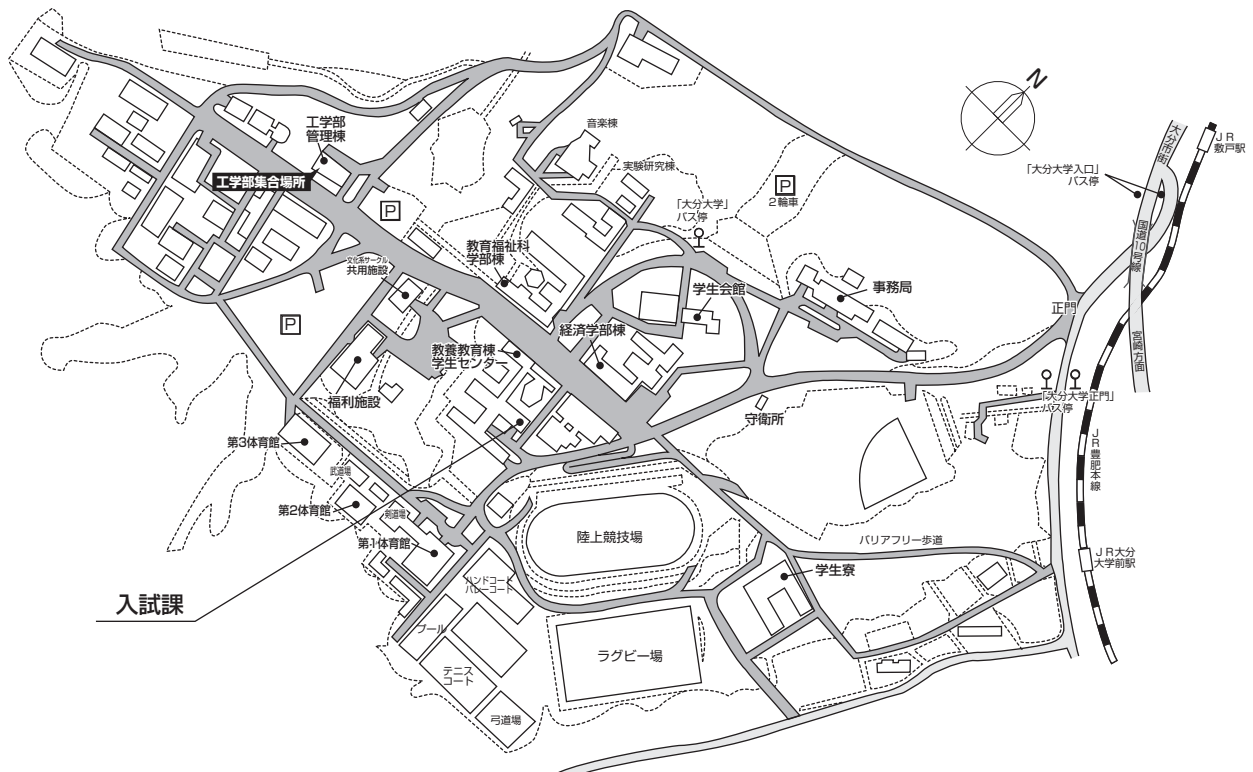 N
JR
敷戸駅
大分市街
「大分大学入口」
バス停
国道10号線
宮崎方面
工学部
管理棟
工学部集合場所
P
音楽棟
実験研究棟
「大分大学」
バス停
P
2輪車
教育福祉科
学部棟
文化系サークル
共用施設
学生会館
事務局
正門
P
経済学部棟
教養教育棟
学生センター
福利施設
守衛所
「大分大学正門」
バス停
JR豊肥本線
第3体育館
武道場
第2体育館
剣道場
第1体育館
陸上競技場
バリアフリー歩道
JR大分
大学前駅
学生寮
入試課
ハンドコート
バレーコート
プール
ラグビー場
テニス
コート
弓道場